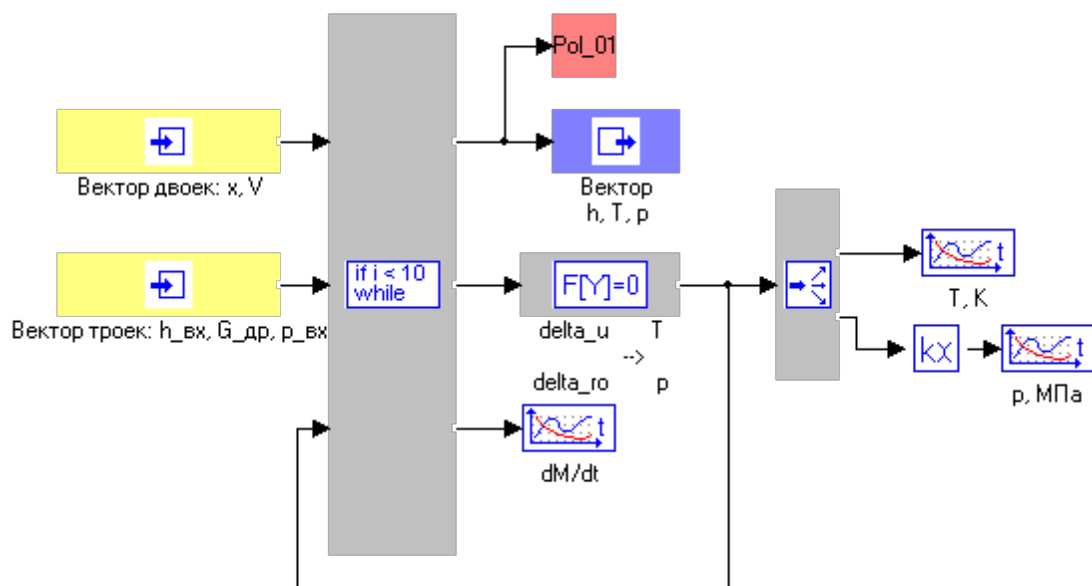 Pol_01
Вектор двоек: x, V
Вектор
h, T, p
if i < 10
while
F[Y]=0
t
T, K
Вектор троек: h_вх, G_др, p_вх
delta_u T
-->
delta_ro p
kx
t
p, МПа
t
dM/dt